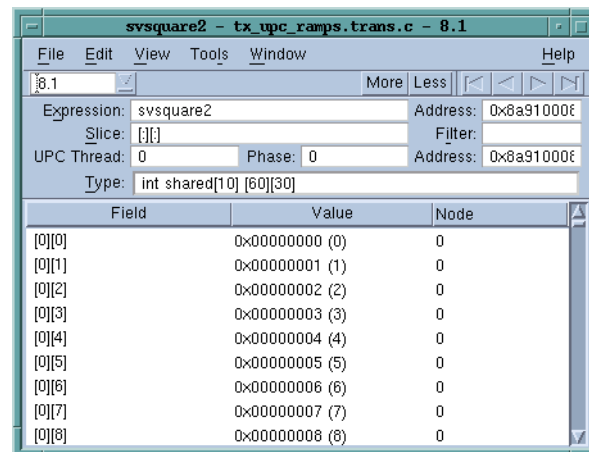 svsquare2 - tx_upc_ramps.trans.c - 8.1
File Edit View Tools Window Help
8.1 More Less
Expression: svsquare2 Address: 0x8a910008
Slice: [:][:] Filter:
UPC Thread: 0 Phase: 0 Address: 0x8a910008
Type: int shared[10] [60][30]
Field Value Node
[0][0] 0x00000000 (0) 0
[0][1] 0x00000001 (1) 0
[0][2] 0x00000002 (2) 0
[0][3] 0x00000003 (3) 0
[0][4] 0x00000004 (4) 0
[0][5] 0x00000005 (5) 0
[0][6] 0x00000006 (6) 0
[0][7] 0x00000007 (7) 0
[0][8] 0x00000008 (8) 0